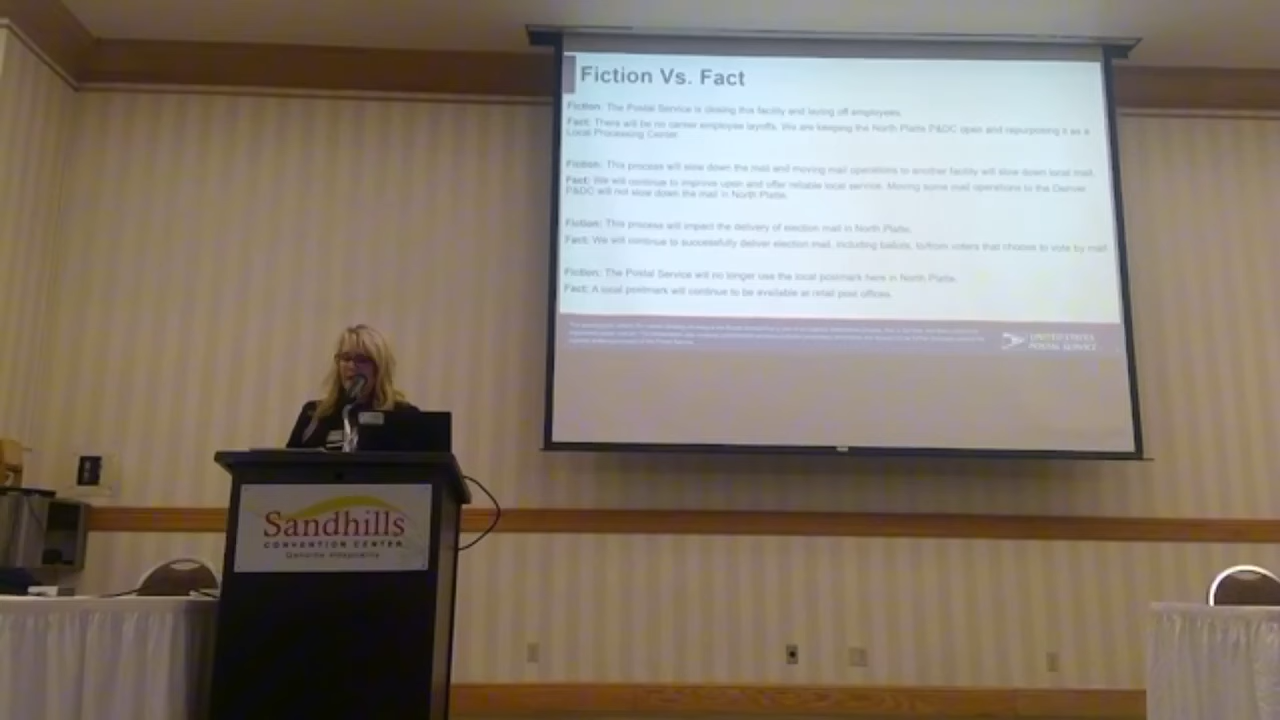 Fiction Vs. Fact
Fiction: The Postal Service is closing this facility and laying off employees.
Fact: There will be no career employee layoffs. We are keeping the North Platte P&DC open and repurposing it as a
Local Processing Center.
Fiction: This process will slow down the mail and moving mail operations to another facility will slow down local mail.
Fact: We will continue to improve upon and offer reliable local service. Moving some mail operations to the Denver
P&DC will not slow down the mail in North Platte.
Fiction: This process will impact the delivery of election mail in North Platte.
Fact: We will continue to successfully deliver election mail, including ballots, to/from voters that choose to vote by mail
Fiction: The Postal Service will no longer use the local postmark here in North Platte.
Fact: A local postmark will continue to be available at retail post offices.
UNITED STATES
POSTAL SERVICE
Sandhills
CONVENTION CENTER
Genuine Hospitality